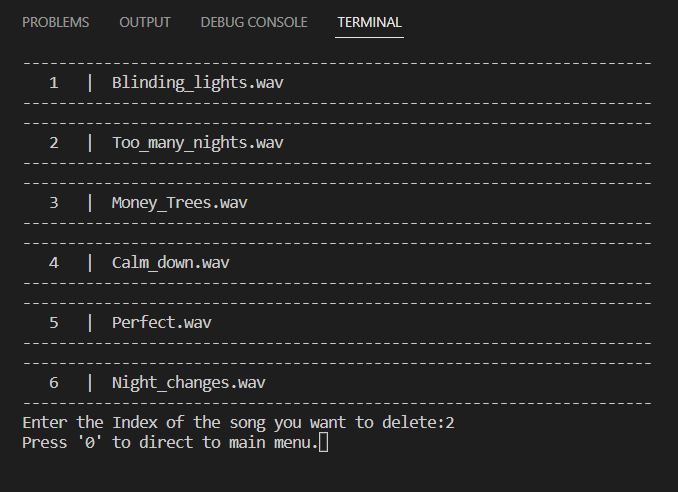 PROBLEMS OUTPUT DEBUG CONSOLE TERMINAL
----------------------------------------------------------------------
1 | Blinding_lights.wav
----------------------------------------------------------------------
----------------------------------------------------------------------
2 | Too_many_nights.wav
----------------------------------------------------------------------
----------------------------------------------------------------------
3 | Money_Trees.wav
----------------------------------------------------------------------
----------------------------------------------------------------------
4 | Calm_down.wav
----------------------------------------------------------------------
----------------------------------------------------------------------
5 | Perfect.wav
----------------------------------------------------------------------
----------------------------------------------------------------------
6 | Night_changes.wav
----------------------------------------------------------------------
Enter the Index of the song you want to delete:2
Press '0' to direct to main menu.